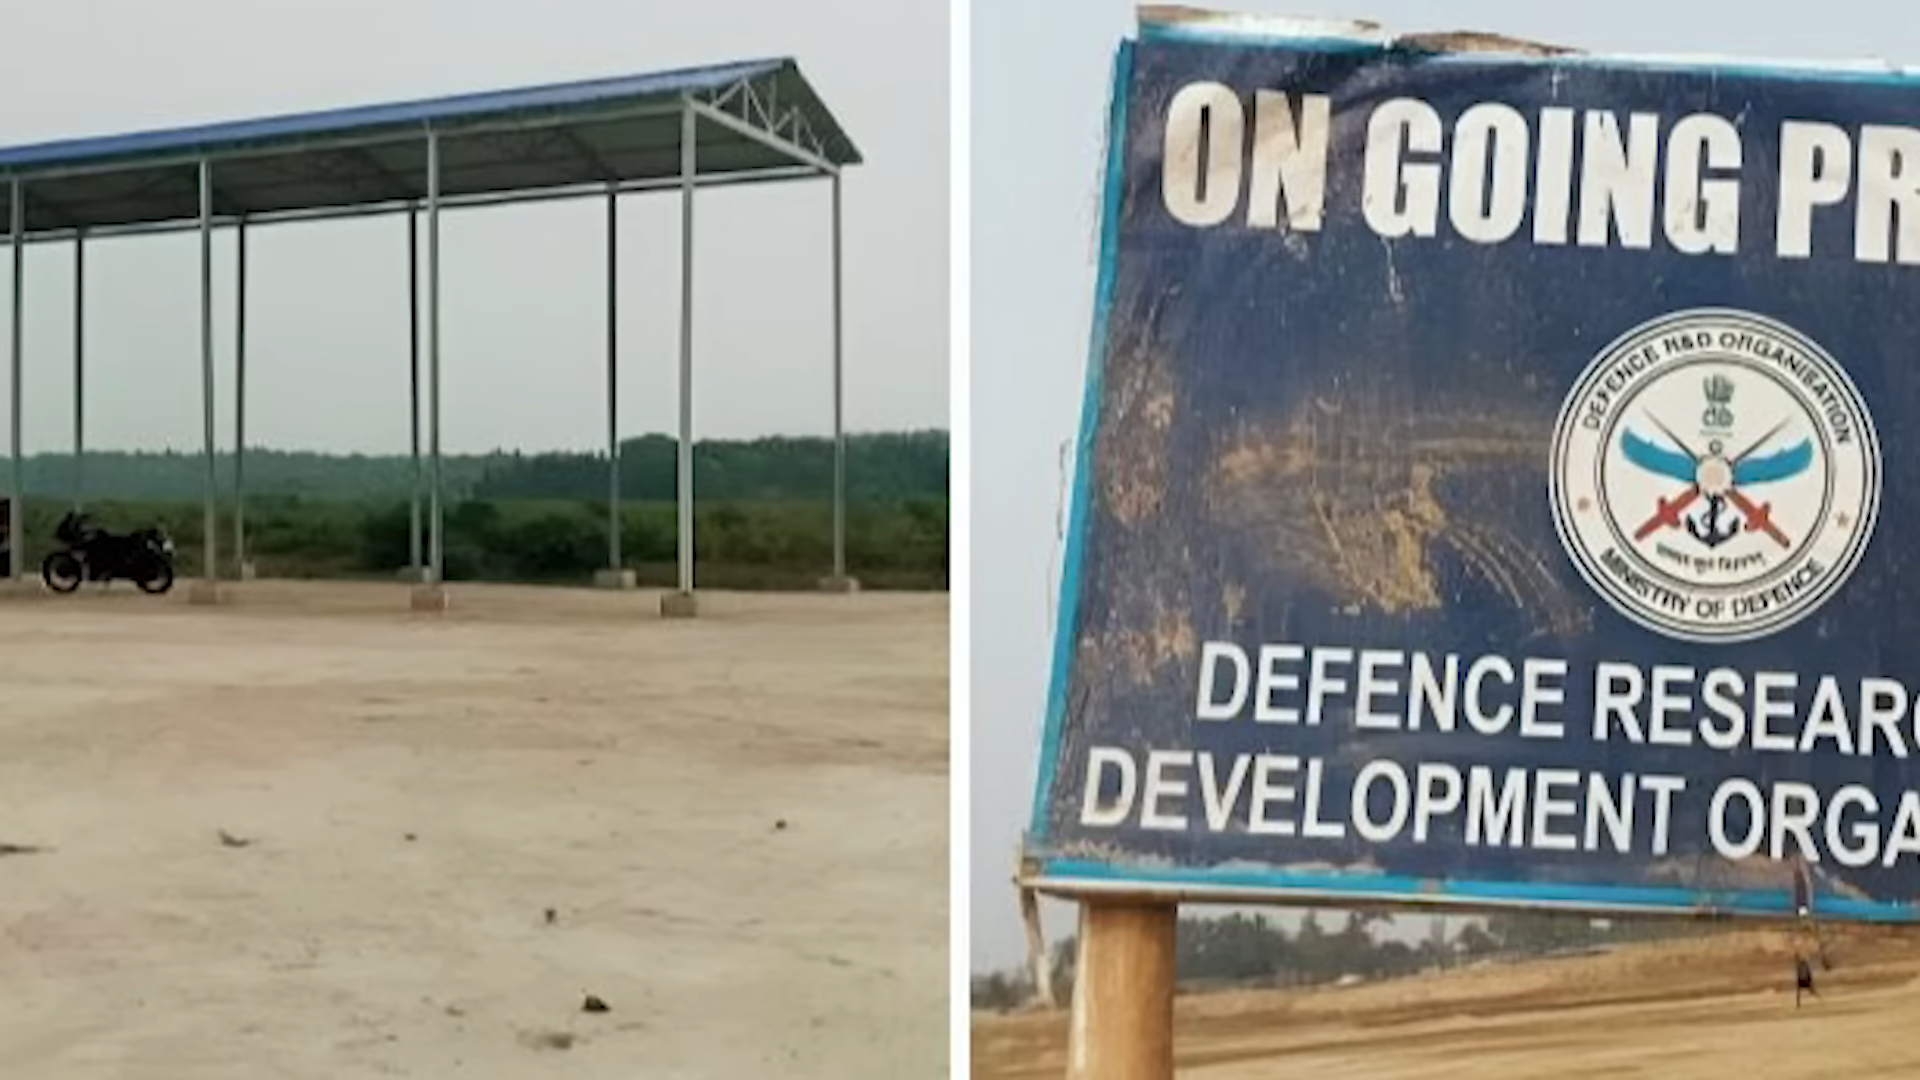 ON GOING PR
DEFENCE R&D ORGANISATION
MINISTRY OF DEFENCE
DEFENCE RESEARC
DEVELOPMENT ORGA